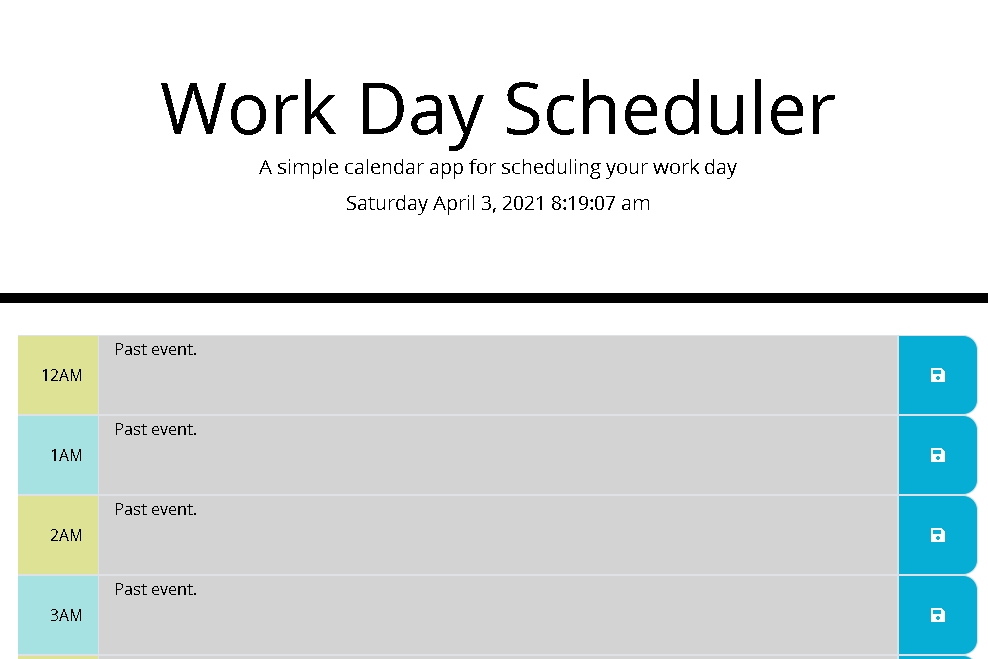 Work Day Scheduler
A simple calendar app for scheduling your work day
Saturday April 3, 2021 8:19:07 am
12AM
Past event.
1AM
Past event.
2AM
Past event.
3AM
Past event.